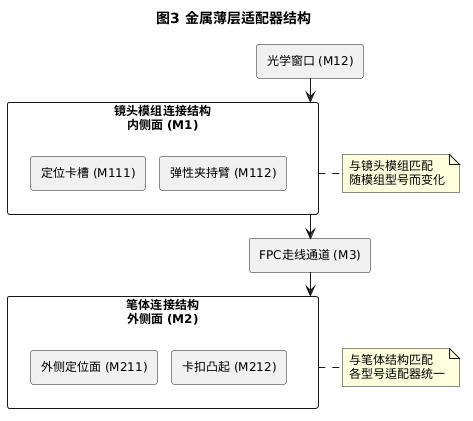 图3 金属薄层适配器结构
光学窗口 (M12)
镜头模组连接结构
内侧面 (M1)
定位卡槽 (M111)
弹性夹持臂 (M112)
与镜头模组匹配
随模组型号而变化
FPC走线通道 (M3)
笔体连接结构
外侧面 (M2)
外侧定位面 (M211)
卡扣凸起 (M212)
与笔体结构匹配
各型号适配器统一